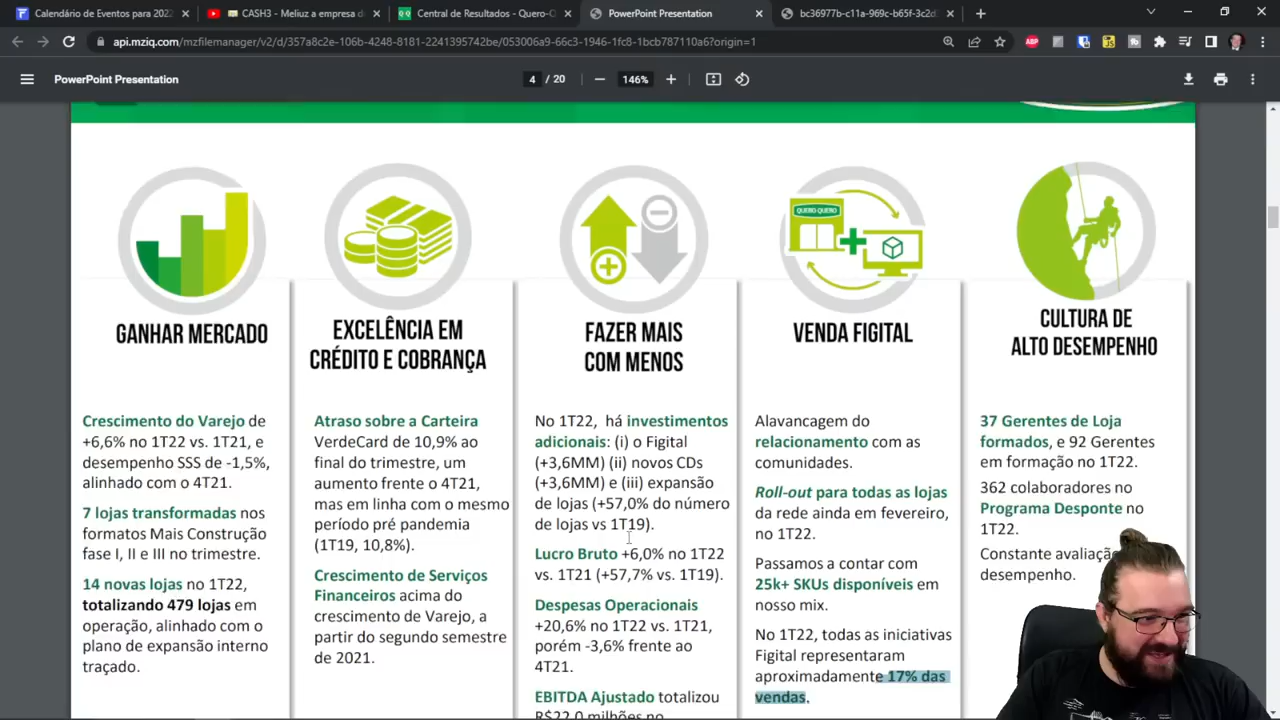 Calendário de Eventos para 2022
CASH3 - Meliuz a empresa d
Central de Resultados - Quero-C
PowerPoint Presentation
bc36977b-c11a-969c-b65f-3c2d
api.mziq.com/mzfilemanager/v2/d/357a8c2e-106b-4248-8181-2241395742be/053006a9-66c3-1946-1fc8-1bcb787110a6?origin=1
PowerPoint Presentation
4 / 20
146%
QUERO-QUERO
GANHAR MERCADO
Crescimento do Varejo de
+6,6% no 1T22 vs. 1T21, e
desempenho SSS de -1,5%,
alinhado com o 4T21.
7 lojas transformadas nos
formatos Mais Construção
fase I, II e III no trimestre.
14 novas lojas no 1T22,
totalizando 479 lojas em
operação, alinhado com o
plano de expansão interno
traçado.
EXCELÊNCIA EM
CRÉDITO E COBRANÇA
Atraso sobre a Carteira
VerdeCard de 10,9% ao
final do trimestre, um
aumento frente o 4T21,
mas em linha com o mesmo
período pré pandemia
(1T19, 10,8%).
Crescimento de Serviços
Financeiros acima do
crescimento de Varejo, a
partir do segundo semestre
de 2021.
FAZER MAIS
COM MENOS
No 1T22, há investimentos
adicionais: (i) o Figital
(+3,6MM) (ii) novos CDs
(+3,6MM) e (iii) expansão
de lojas (+57,0% do número
de lojas vs 1T19).
Lucro Bruto +6,0% no 1T22
vs. 1T21 (+57,7% vs. 1T19).
Despesas Operacionais
+20,6% no 1T22 vs. 1T21,
porém -3,6% frente ao
4T21.
EBITDA Ajustado totalizou
R$22,0 milhões no
VENDA FIGITAL
Alavancagem do
relacionamento com as
comunidades.
Roll-out para todas as lojas
da rede ainda em fevereiro,
no 1T22.
Passamos a contar com
25k+ SKUs disponíveis em
nosso mix.
No 1T22, todas as iniciativas
Figital representaram
aproximadamente 17% das
vendas.
CULTURA DE
ALTO DESEMPENHO
37 Gerentes de Loja
formados, e 92 Gerentes
em formação no 1T22.
362 colaboradores no
Programa Desponte no
1T22.
Constante avaliação
desempenho.